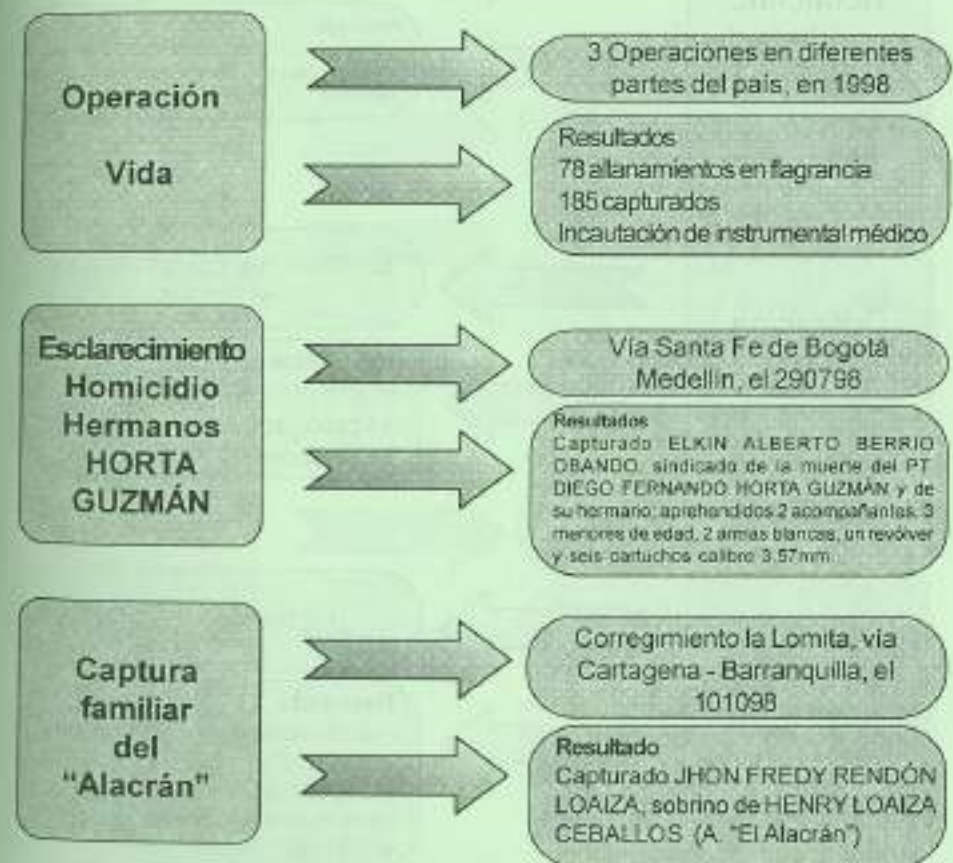 Operación
Vida
3 Operaciones en diferentes
partes del país, en 1998
Resultados
78 allanamientos en flagrancia
185 capturados
Incautación de instrumental médico
Esclarecimiento
Homicidio
Hermanos
HORTA
GUZMÁN
Vía Santa Fe de Bogotá
Medellín, el 290798
Resultados
Capturado ELKIN ALBERTO BERRIO
OBANDO, sindicado de la muerte del PT.
DIEGO FERNANDO HORTA GUZMÁN y de
su hermano; aprehendidos 2 acompañantes, 3
menores de edad, 2 armas blancas, un revólver
y seis cartuchos calibre 3.57mm.
Captura
familiar
del
"Alacrán"
Corregimiento la Lomita, vía
Cartagena - Barranquilla, el
101098
Resultado
Capturado JHON FREDY RENDÓN
LOAIZA, sobrino de HENRY LOAIZA
CEBALLOS (A. "El Alacrán")